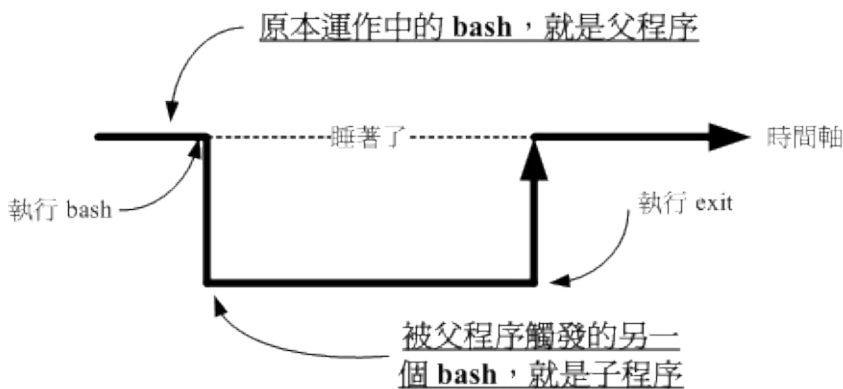 原本運作中的 bash，就是父程序
睡著了
時間軸
執行 bash
執行 exit
被父程序觸發的另一
個 bash，就是子程序